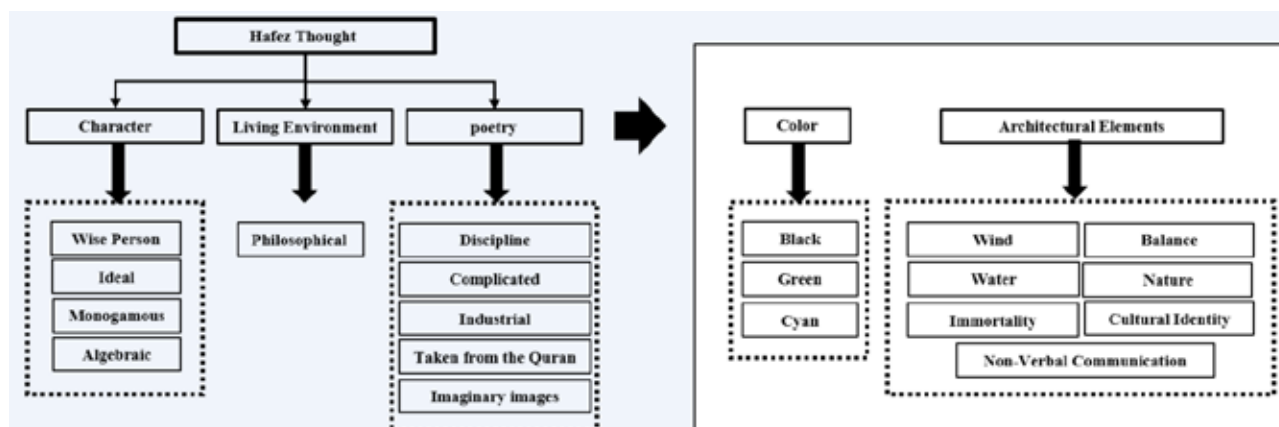 Hafez Thought
Character
Living Environment
poetry
Wise Person
Ideal
Monogamous
Algebraic
Philosophical
Discipline
Complicated
Industrial
Taken from the Quran
Imaginary images
Color
Architectural Elements
Black
Green
Cyan
Wind
Balance
Water
Nature
Immortality
Cultural Identity
Non-Verbal Communication